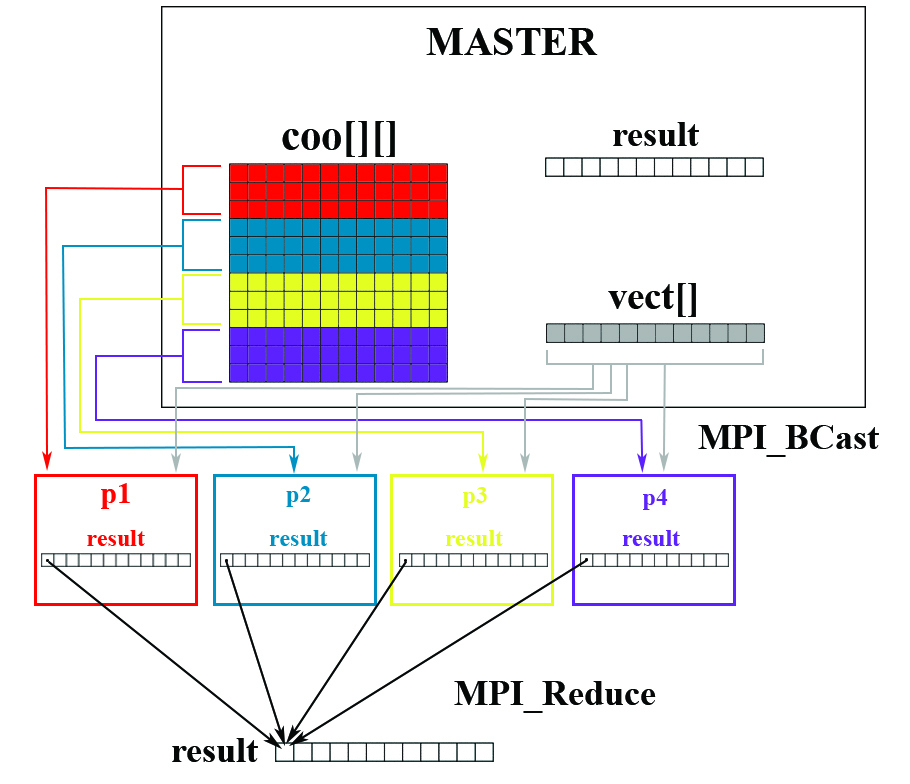 MASTER
coo[][]
result
vect[]
MPI_BCast
p1
p2
p3
p4
result
result
result
result
MPI_Reduce
result